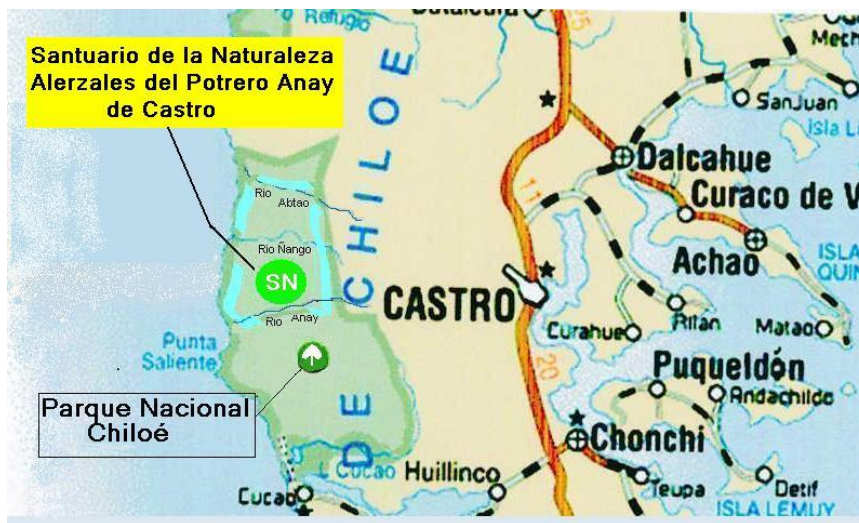 Refugio
Mech
Santuario de la Naturaleza
Alerzales del Potrero Anay
de Castro
SanJuan
Isla L
Dalcahue
CHILOE
Rio
Abtao
11
Curaco de V
ISLA
QUIN
Rio Ñango
SN
Achao
CASTRO
Rio Anay
Punta
Saliente
Curahue
Rilan
Matao
20
Puqueldón
Andachildo
Parque Nacional
Chiloé
DE
Chonchi
L Cucao
Huillinco
Teupa
Detif
Cucao
ISLA LEMUY